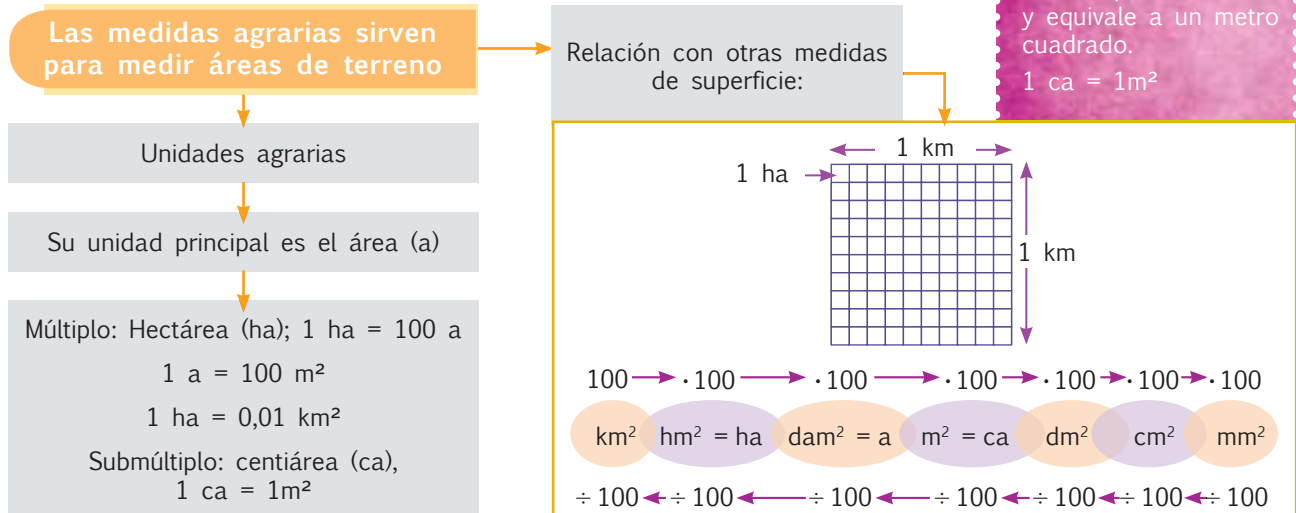 Las medidas agrarias sirven
para medir áreas de terreno
Unidades agrarias
Su unidad principal es el área (a)
Múltiplo: Hectárea (ha); 1 ha = 100 a
1 a = 100 m²
1 ha = 0,01 km²
Submúltiplo: centiárea (ca),
1 ca = 1m²
Relación con otras medidas
de superficie:
y equivale a un metro
cuadrado.
1 ca = 1m²
1 km
1 ha
1 km
100 · 100 · 100 · 100 · 100 · 100 · 100
km² hm² = ha dam² = a m² = ca dm² cm² mm²
÷ 100 ÷ 100 ÷ 100 ÷ 100 ÷ 100 ÷ 100 ÷ 100